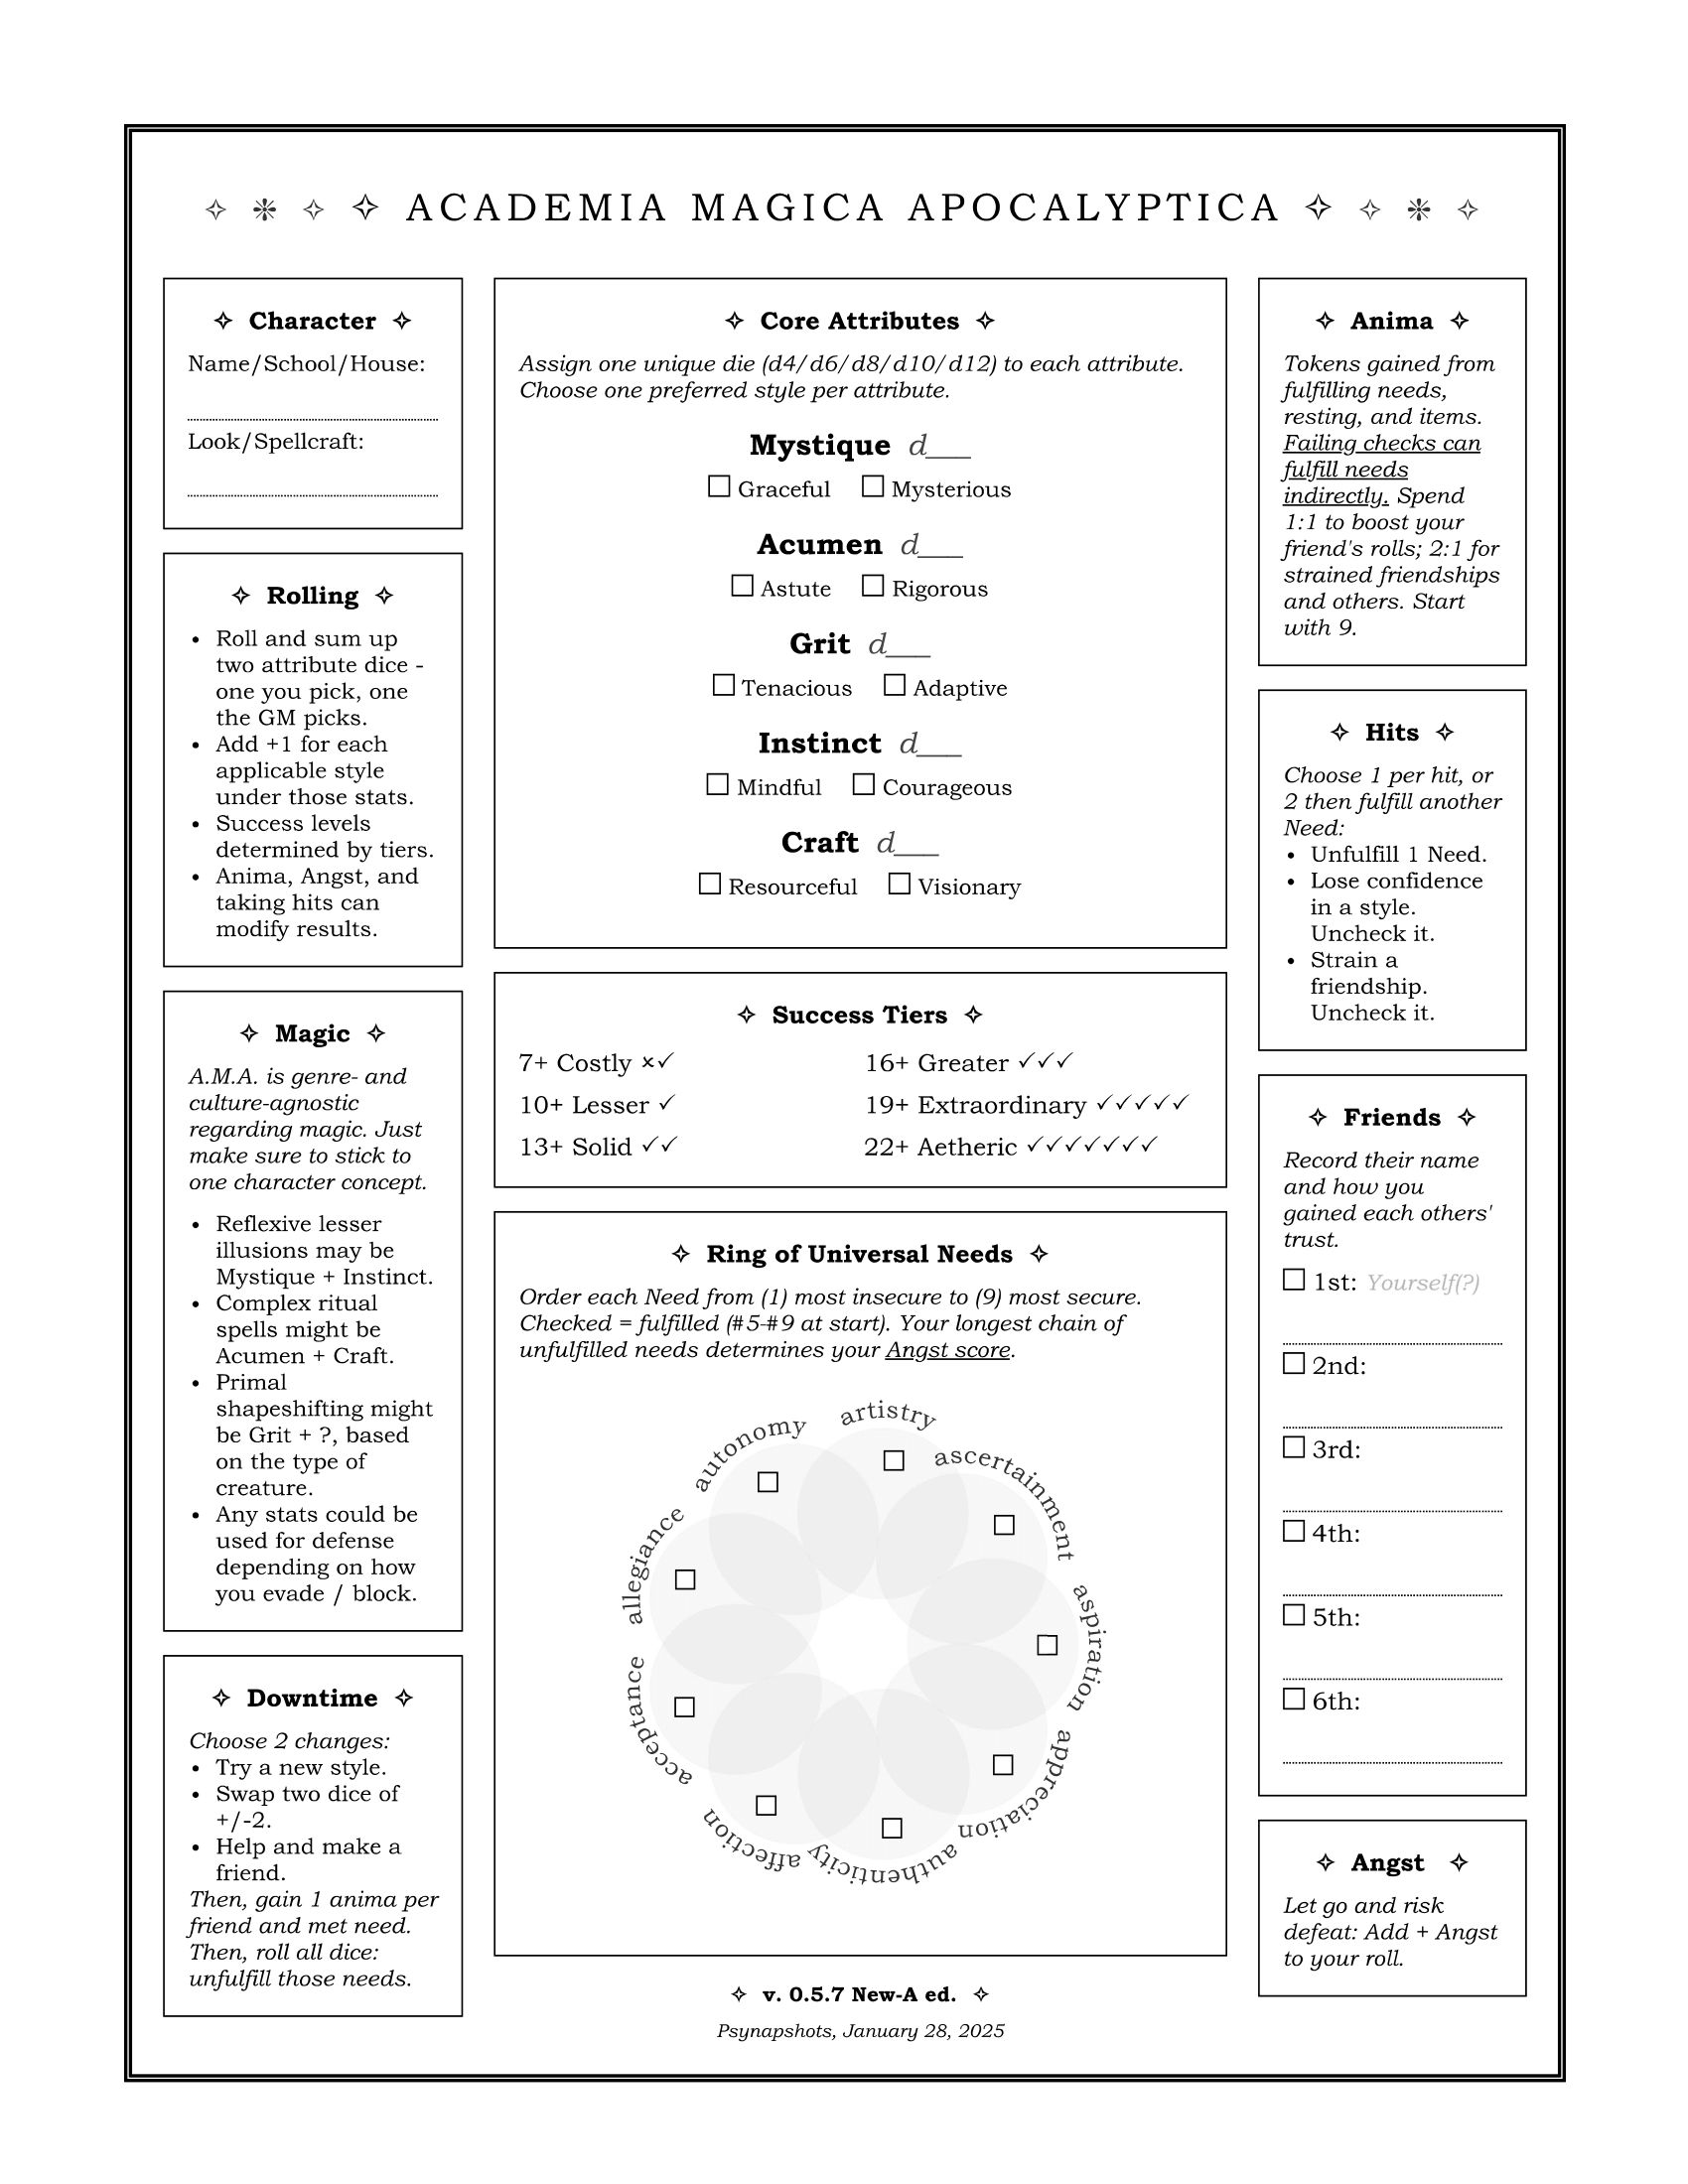 ✧ ❉ ✧ ✧ ACADEMIA MAGICA APOCALYPTICA ✧ ✧ ❉ ✧
✧ Character ✧
Name/School/House:
Look/Spellcraft:
✧ Rolling ✧
• Roll and sum up
two attribute dice -
one you pick, one
the GM picks.
• Add +1 for each
applicable style
under those stats.
• Success levels
determined by tiers.
• Anima, Angst, and
taking hits can
modify results.
✧ Magic ✧
A.M.A. is genre- and
culture-agnostic
regarding magic. Just
make sure to stick to
one character concept.
• Reflexive lesser
illusions may be
Mystique + Instinct.
• Complex ritual
spells might be
Acumen + Craft.
• Primal
shapeshifting might
be Grit + ?, based
on the type of
creature.
• Any stats could be
used for defense
depending on how
you evade / block.
✧ Downtime ✧
Choose 2 changes:
• Try a new style.
• Swap two dice of
+/-2.
• Help and make a
friend.
Then, gain 1 anima per
friend and met need.
Then, roll all dice:
unfulfill those needs.
✧ Core Attributes ✧
Assign one unique die (d4/d6/d8/d10/d12) to each attribute.
Choose one preferred style per attribute.
Mystique d___
☐ Graceful ☐ Mysterious
Acumen d___
☐ Astute ☐ Rigorous
Grit d___
☐ Tenacious ☐ Adaptive
Instinct d___
☐ Mindful ☐ Courageous
Craft d___
☐ Resourceful ☐ Visionary
✧ Success Tiers ✧
7+ Costly ×✓
10+ Lesser ✓
13+ Solid ✓✓
16+ Greater ✓✓✓
19+ Extraordinary ✓✓✓✓✓
22+ Aetheric ✓✓✓✓✓✓✓
✧ Ring of Universal Needs ✧
Order each Need from (1) most insecure to (9) most secure.
Checked = fulfilled (#5-#9 at start). Your longest chain of
unfulfilled needs determines your Angst score.
artistry
ascertainment
aspiration
appreciation
authenticity
affection
acceptance
allegiance
autonomy
✧ v. 0.5.7 New-A ed. ✧
Psynapshots, January 28, 2025
✧ Anima ✧
Tokens gained from
fulfilling needs,
resting, and items.
Failing checks can
fulfill needs
indirectly. Spend
1:1 to boost your
friend's rolls; 2:1 for
strained friendships
and others. Start
with 9.
✧ Hits ✧
Choose 1 per hit, or
2 then fulfill another
Need:
• Unfulfill 1 Need.
• Lose confidence
in a style.
Uncheck it.
• Strain a
friendship.
Uncheck it.
✧ Friends ✧
Record their name
and how you
gained each others'
trust.
☐ 1st: Yourself(?)
☐ 2nd:
☐ 3rd:
☐ 4th:
☐ 5th:
☐ 6th:
✧ Angst ✧
Let go and risk
defeat: Add + Angst
to your roll.